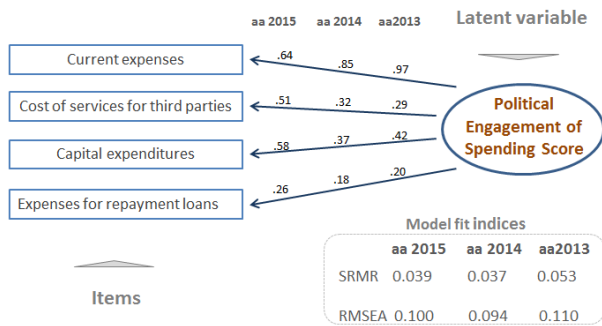 aa 2015 aa 2014 aa2013 Latent variable
Current expenses .64 .85 .97
Cost of services for third parties .51 .32 .29
Political
Engagement of
Spending Score
Capital expenditures .58 .37 .42
Expenses for repayment loans .26 .18 .20
Model fit indices
aa 2015 aa 2014 aa2013
SRMR 0.039 0.037 0.053
RMSEA 0.100 0.094 0.110
Items